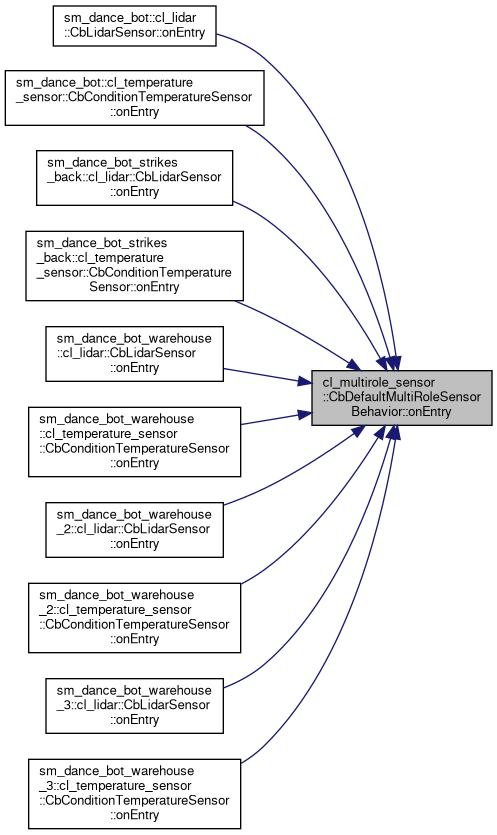 sm_dance_bot::cl_lidar
::CbLidarSensor::onEntry
sm_dance_bot::cl_temperature
_sensor::CbConditionTemperatureSensor
::onEntry
sm_dance_bot_strikes
_back::cl_lidar::CbLidarSensor
::onEntry
sm_dance_bot_strikes
_back::cl_temperature
_sensor::CbConditionTemperature
Sensor::onEntry
sm_dance_bot_warehouse
::cl_lidar::CbLidarSensor
::onEntry
cl_multirole_sensor
::CbDefaultMultiRoleSensor
Behavior::onEntry
sm_dance_bot_warehouse
::cl_temperature_sensor
::CbConditionTemperatureSensor
::onEntry
sm_dance_bot_warehouse
_2::cl_lidar::CbLidarSensor
::onEntry
sm_dance_bot_warehouse
_2::cl_temperature_sensor
::CbConditionTemperatureSensor
::onEntry
sm_dance_bot_warehouse
_3::cl_lidar::CbLidarSensor
::onEntry
sm_dance_bot_warehouse
_3::cl_temperature_sensor
::CbConditionTemperatureSensor
::onEntry